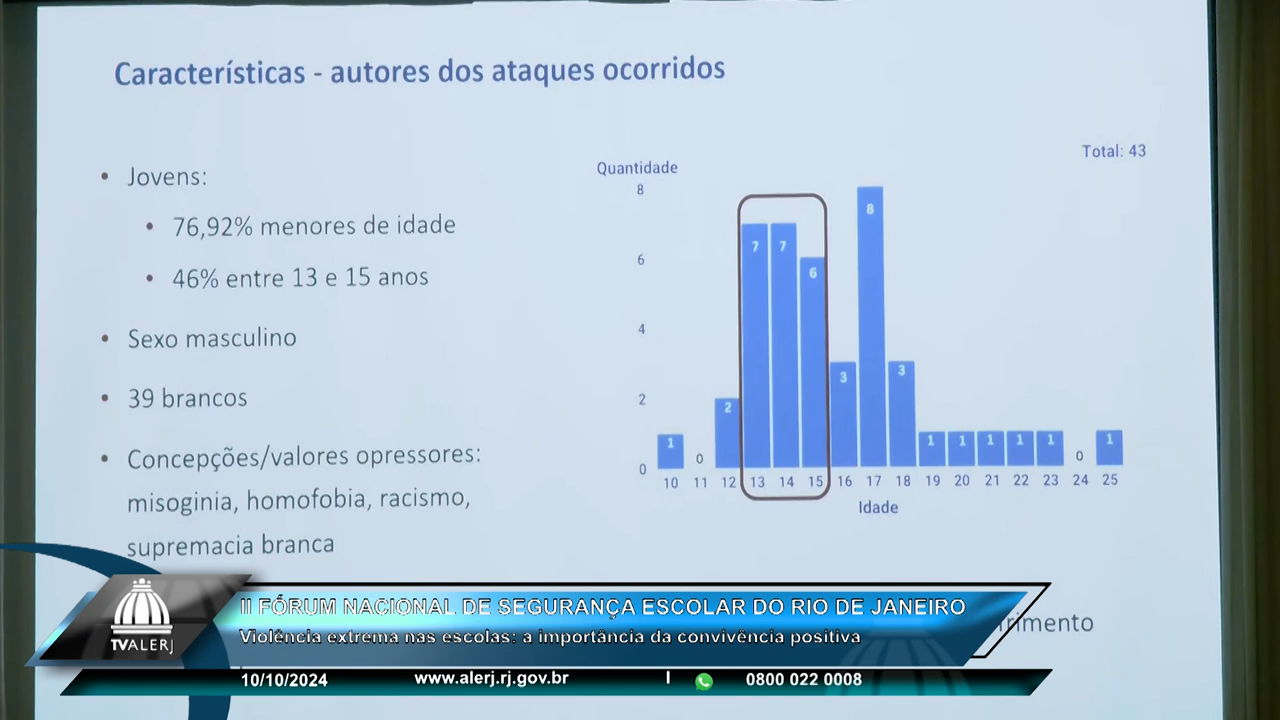 Características - autores dos ataques ocorridos
Total: 43
• Jovens:
• 76,92% menores de idade
• 46% entre 13 e 15 anos
• Sexo masculino
• 39 brancos
• Concepções/valores opressores:
misoginia, homofobia, racismo,
supremacia branca
Quantidade
8
6
4
2
0
1 0 2 7 7 6 3 8 3 1 1 1 1 1 0 1
10 11 12 13 14 15 16 17 18 19 20 21 22 23 24 25
Idade
II FÓRUM NACIONAL DE SEGURANÇA ESCOLAR DO RIO DE JANEIRO
Violência extrema nas escolas: a importância da convivência positiva
TVALERJ
10/10/2024 www.alerj.rj.gov.br | 0800 022 0008